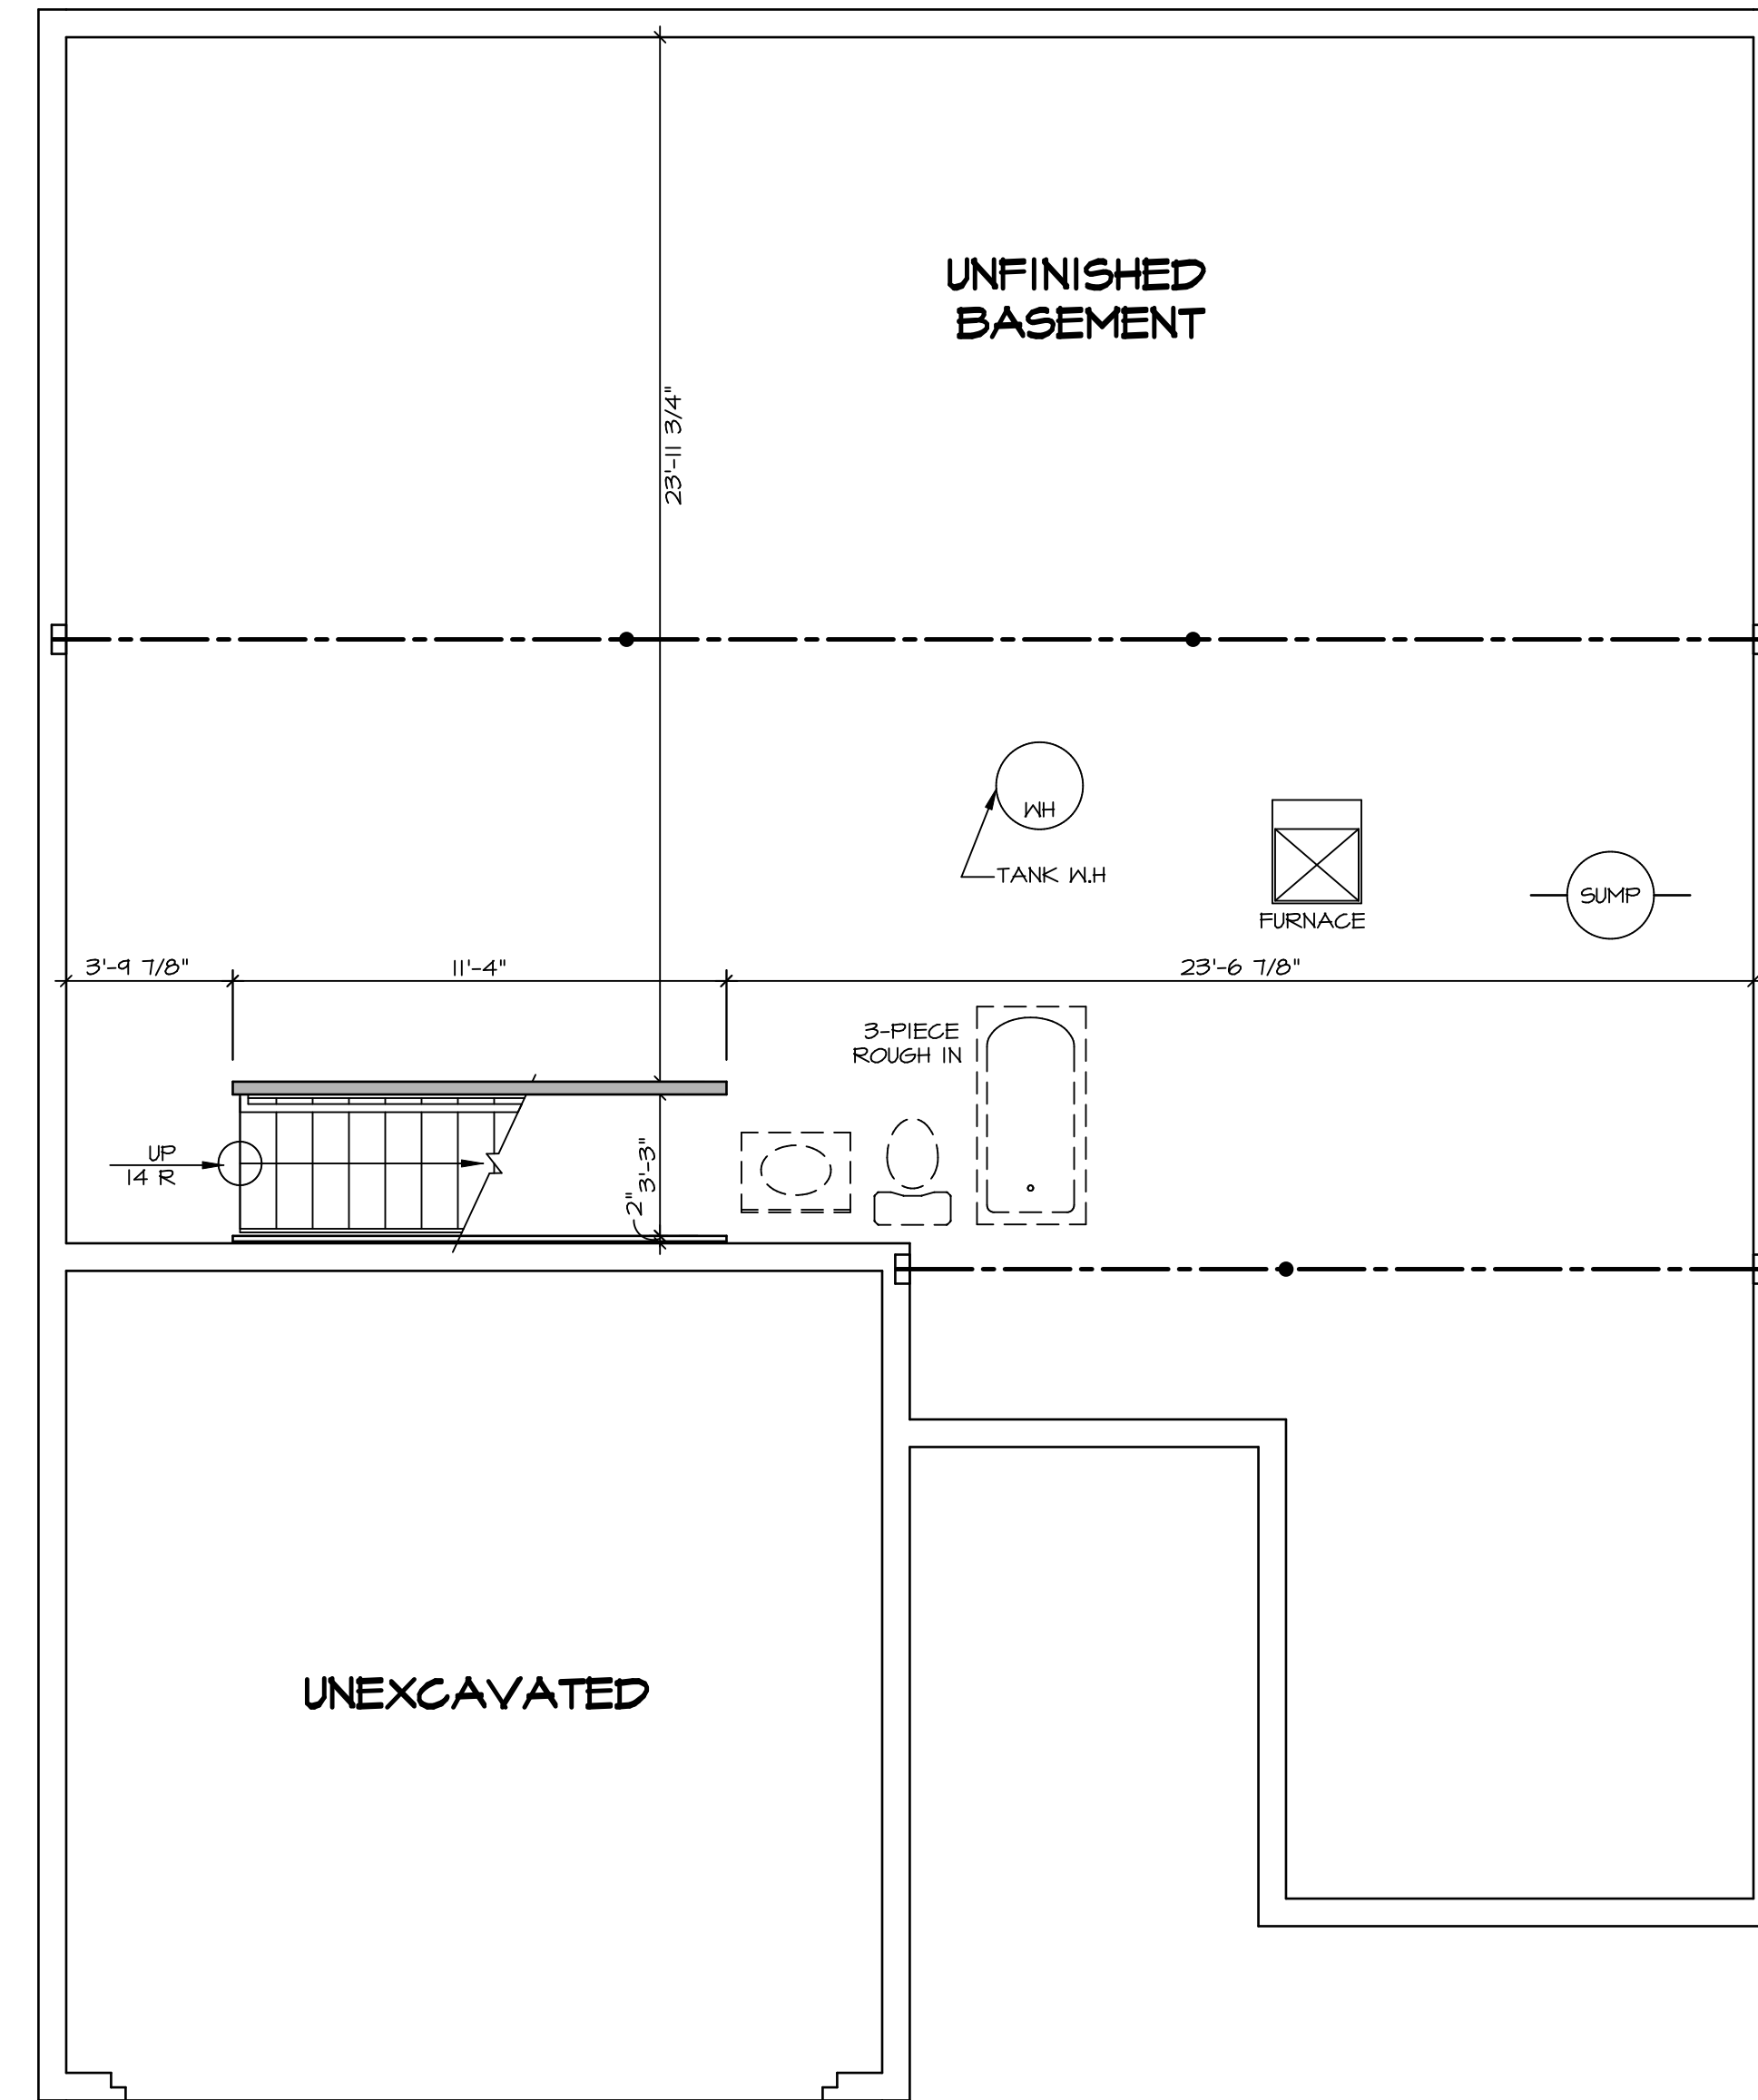 UNFINISHED
BASEMENT
23'-11 3/4"
WH
TANK W.H
FURNACE
SUMP
3'-9 7/8"
11'-4"
23'-6 7/8"
3-PIECE
ROUGH IN
UP
14 R
3'-3"
2"
UNEXCAVATED